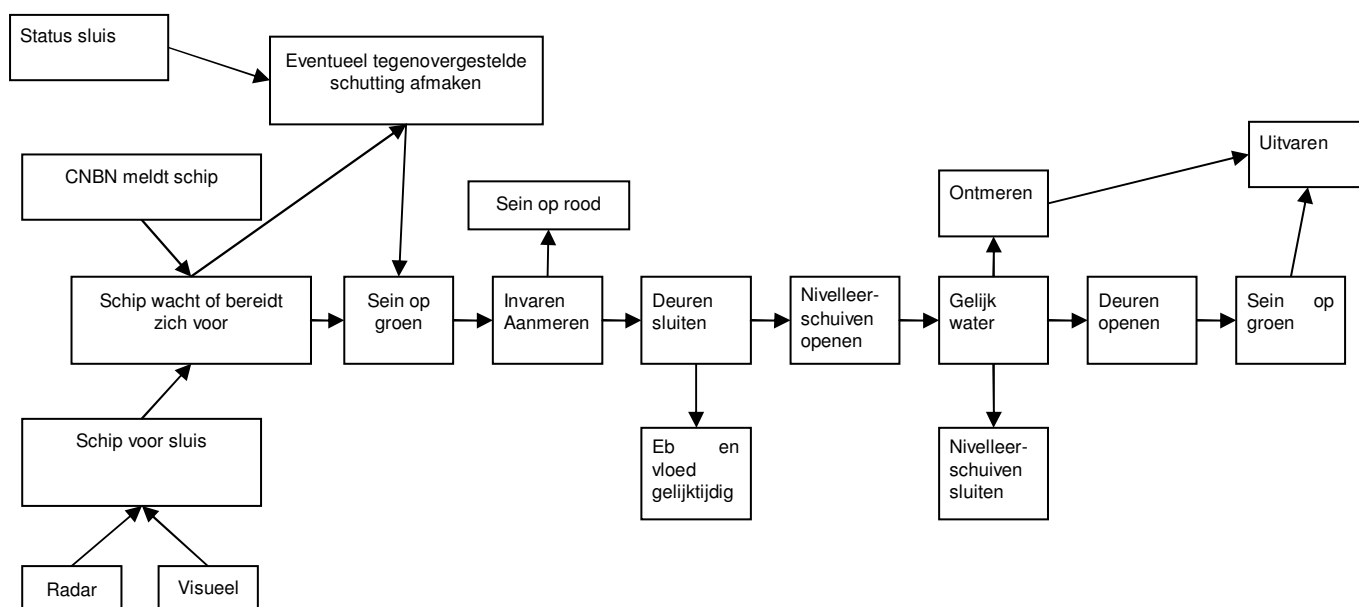 Status sluis
Eventueel tegenovergestelde
schutting afmaken
Uitvaren
CNBN meldt schip
Sein op rood
Ontmeren
Schip wacht of bereidt
zich voor
Sein op
groen
Invaren
Aanmeren
Deuren
sluiten
Nivelleer-
schuiven
openen
Gelijk
water
Deuren
openen
Sein op
groen
Schip voor sluis
Eb en
vloed
gelijktijdig
Nivelleer-
schuiven
sluiten
Radar
Visueel